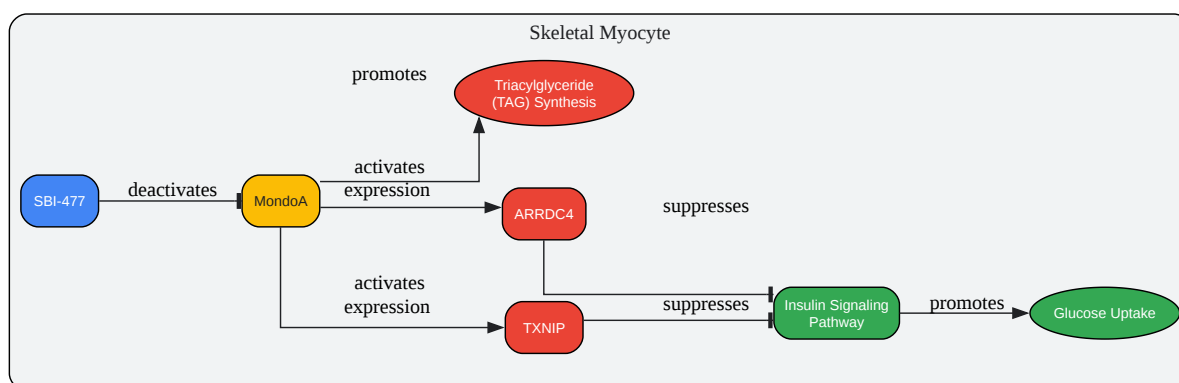 Skeletal Myocyte
promotes
Triacylglyceride
(TAG) Synthesis
activates
expression
SBI-477
deactivates
MondoA
ARRDC4
suppresses
activates
expression
TXNIP
suppresses
Insulin Signaling
Pathway
promotes
Glucose Uptake